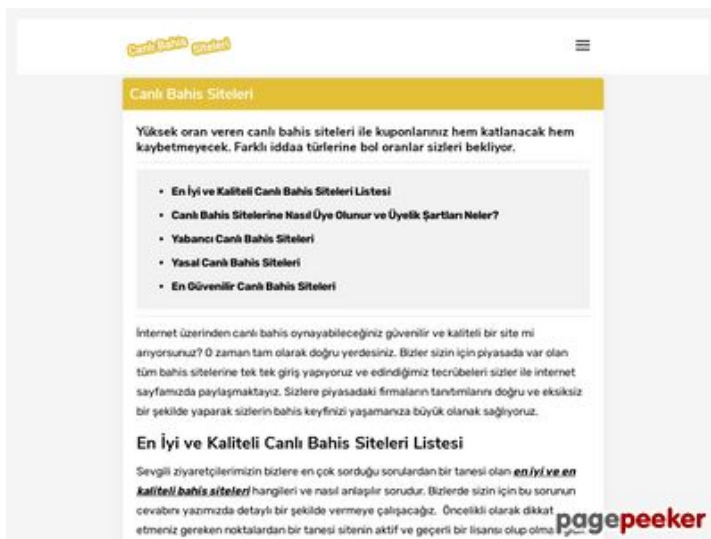 Canlı Bahis Siteleri
Canlı Bahis Siteleri
Yüksek oran veren canlı bahis siteleri ile kuponlarınız hem katlanacak hem
kaybetmeyecek. Farklı iddaa türlerine bol oranlar sizleri bekliyor.
• En İyi ve Kaliteli Canlı Bahis Siteleri Listesi
• Canlı Bahis Sitelerine Nasıl Üye Olunur ve Üyelik Şartları Neler?
• Yabancı Canlı Bahis Siteleri
• Yasal Canlı Bahis Siteleri
• En Güvenilir Canlı Bahis Siteleri
İnternet üzerinden canlı bahis oynayabileceğiniz güvenilir ve kaliteli bir site mi
arıyorsunuz? O zaman tam olarak doğru yerdesiniz. Bizler sizin için piyasada var olan
tüm bahis sitelerine tek tek giriş yapıyoruz ve edindiğimiz tecrübeleri sizler ile internet
sayfamızda paylaşmaktayız. Sizlere piyasadaki firmaların tanıtımlarını doğru ve eksiksiz
bir şekilde yaparak sizlerin bahis keyfinizi yaşamanıza büyük olanak sağlıyoruz.
En İyi ve Kaliteli Canlı Bahis Siteleri Listesi
Sevgili ziyaretçilerimizin bizlere en çok sorduğu sorulardan bir tanesi olan en iyi ve en
kaliteli bahis siteleri hangileri ve nasıl anlaşılır sorudur. Bizlerde sizin için bu sorunun
cevabını yazımızda detaylı bir şekilde vermeye çalışacağız. Öncelikli olarak dikkat
etmeniz gereken noktalardan bir tanesi sitenin aktif ve geçerli bir lisansı olup
pagepeeker